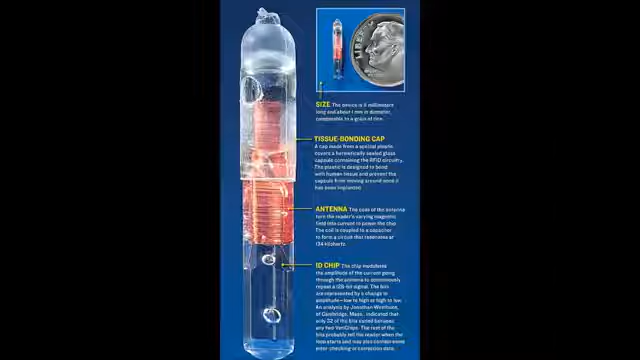 LIBERTY
SIZE The device is 11 millimeters
long and about 1 mm in diameter,
comparable to a grain of rice.
TISSUE-BONDING CAP
A cap made from a special plastic
covers a hermetically sealed glass
capsule containing the RFID circuitry.
The plastic is designed to bond
with human tissue and prevent the
capsule from moving around once it
has been implanted.
ANTENNA The coils of the antenna
turn the reader's varying magnetic
field into current to power the chip.
The coil is coupled to a capacitor
to form a circuit that resonates at
134 kilohertz.
ID CHIP The chip modulates
the amplitude of the current going
through the antenna to continuously
repeat a 128-bit signal. The bits
are represented by a change in
amplitude—low to high or high to low.
An analysis by Jonathan Westhues,
of Cambridge, Mass., indicated that
only 32 of the bits varied between
any two VeriChips. The rest of the
bits probably tell the reader when the
loop starts and may also contain some
error-checking or correction data.